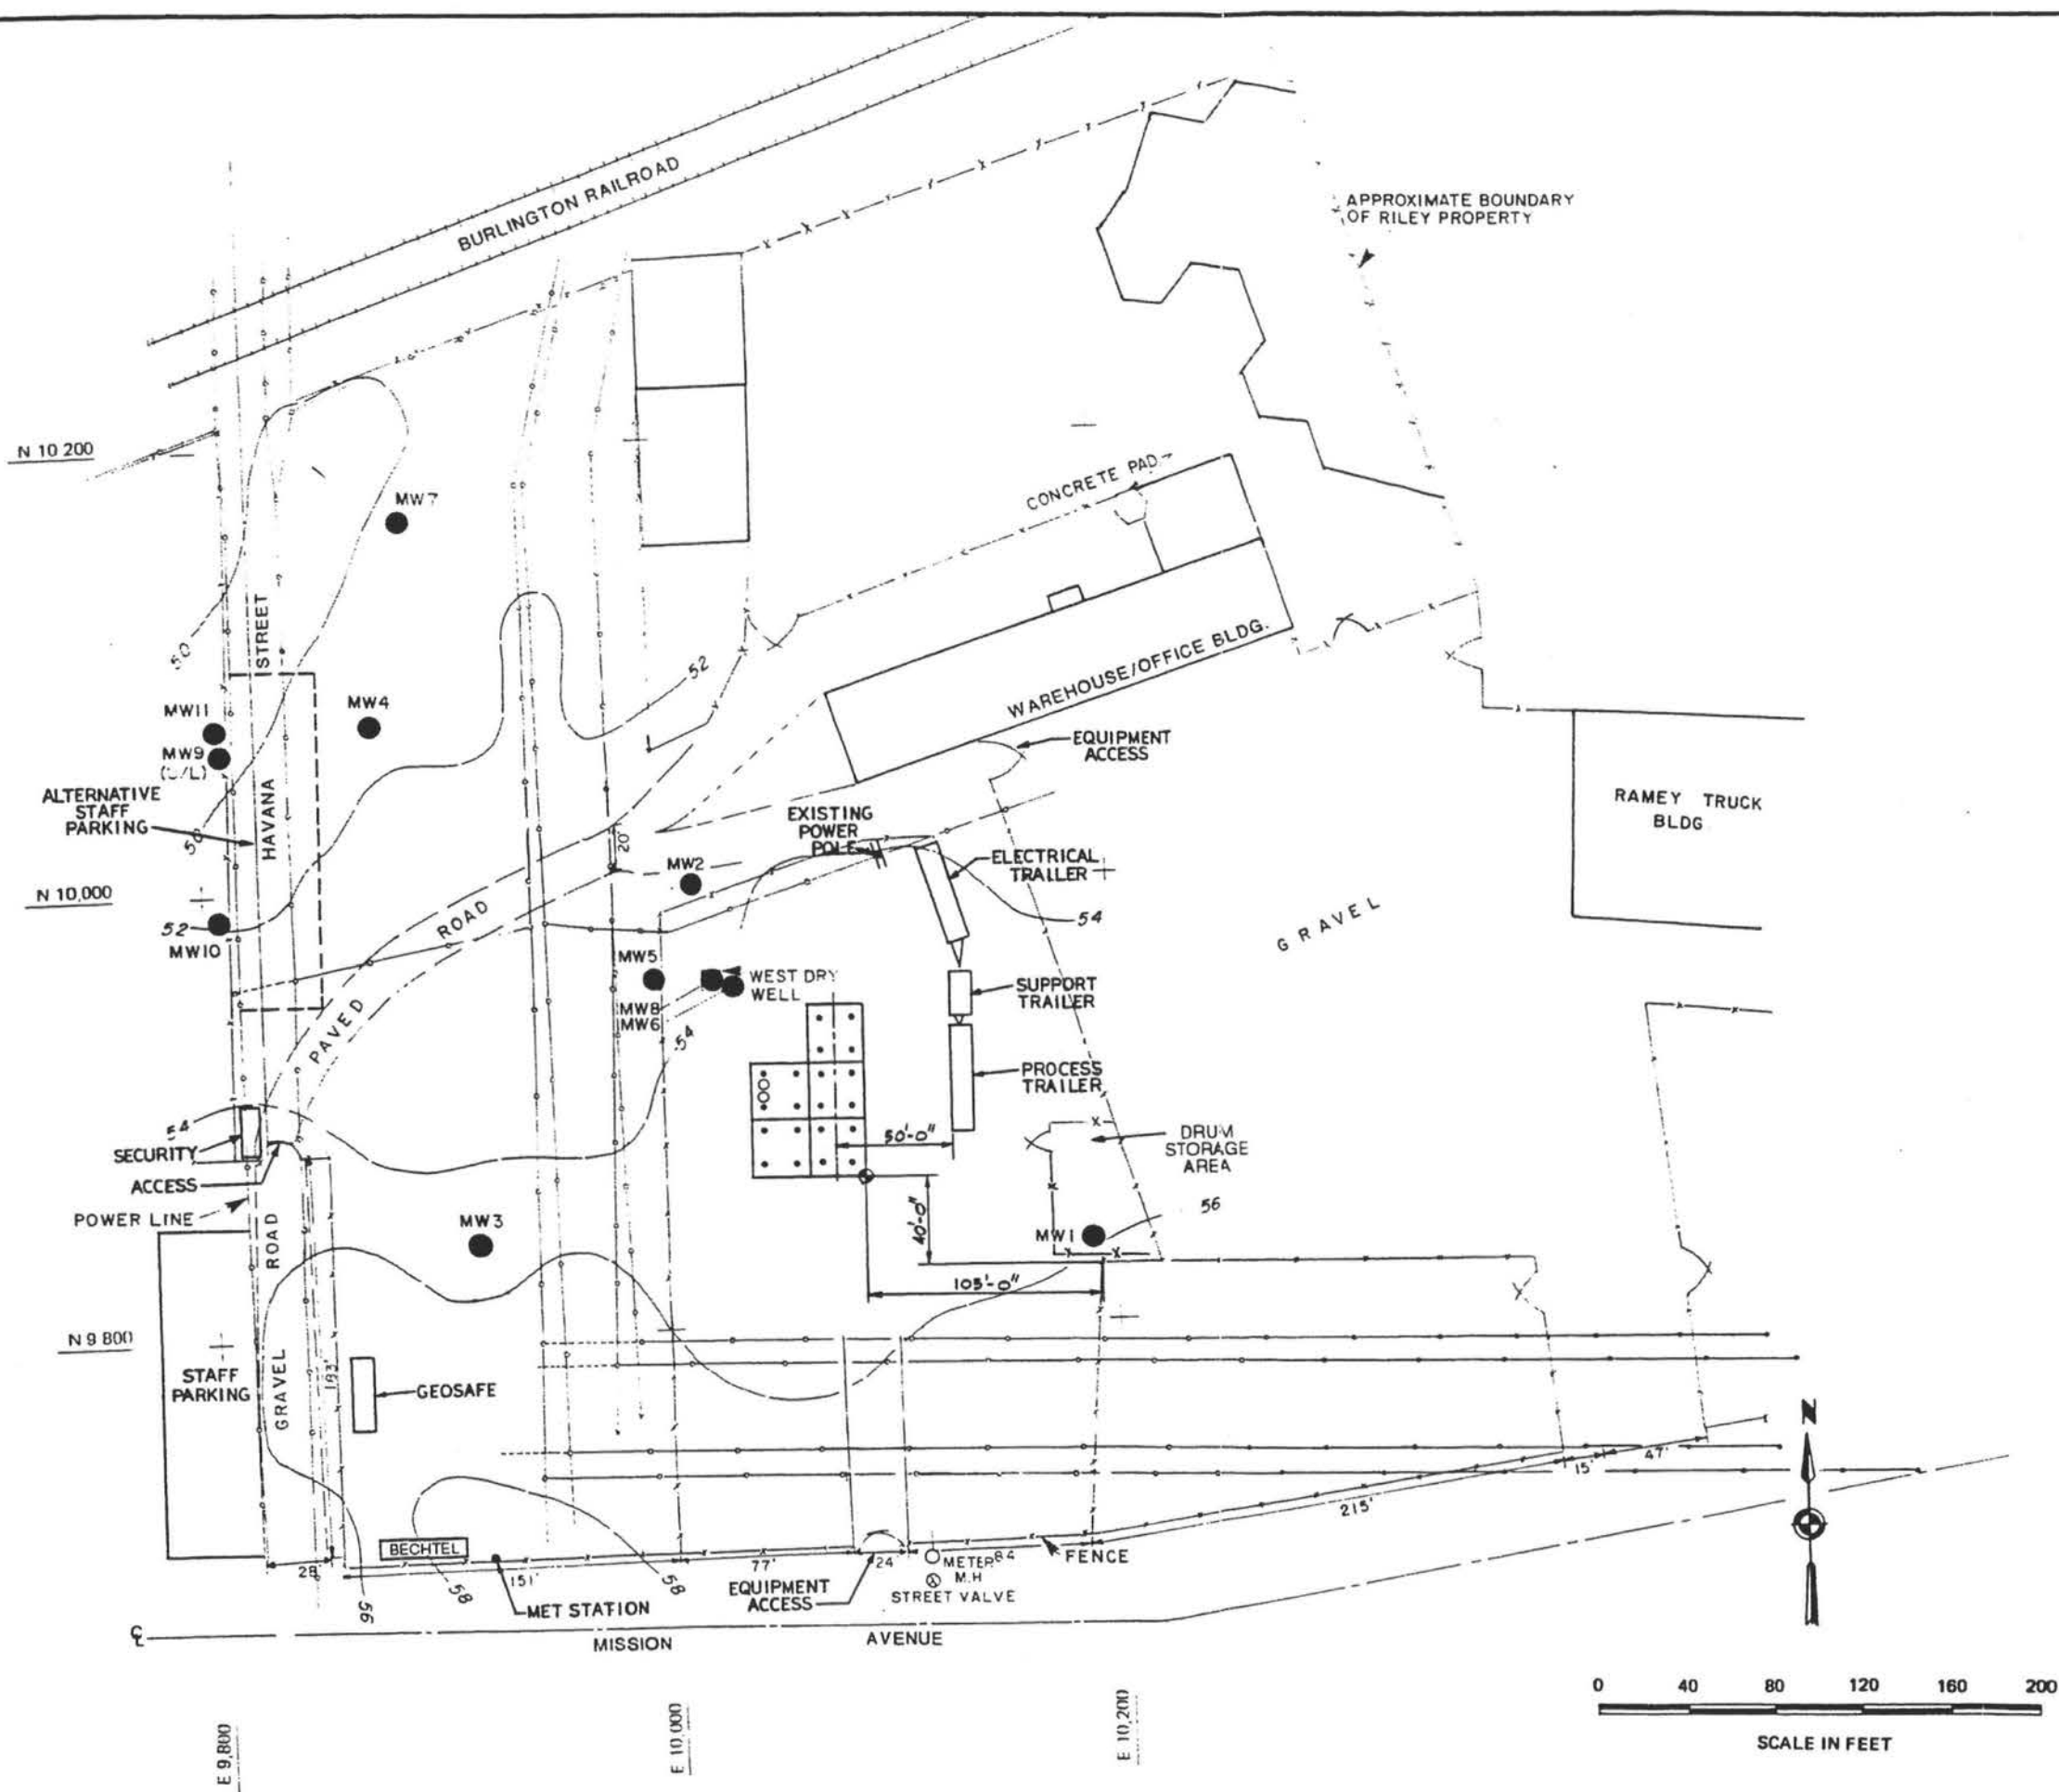 BURLINGTON RAILROAD
APPROXIMATE BOUNDARY
OF RILEY PROPERTY
N 10 200
MW7
CONCRETE PAD
STREET
50
52
WAREHOUSE/OFFICE BLDG.
MW11
MW4
MW9
EQUIPMENT
ACCESS
ALTERNATIVE
STAFF
PARKING
HAVANA
50
EXISTING
POWER
POLE
RAMEY TRUCK
BLDG
20'
MW2
ELECTRICAL
TRAILER
N 10,000
ROAD
54
GRAVEL
52
MW10
MW5
WEST DRY
WELL
MW8
MW6
SUPPORT
TRAILER
PAVED
54
PROCESS
TRAILER
54
SECURITY
50'-0"
DRUM
STORAGE
AREA
ACCESS
POWER LINE
ROAD
MW3
40'-0"
MW1
56
105'-0"
N 9 800
STAFF
PARKING
GRAVEL
183'
GEOSAFE
N
15'
47'
215'
BECHTEL
28'
151'
77'
24'
METER
84
M.H
FENCE
58
58
56
MET STATION
EQUIPMENT
ACCESS
STREET VALVE
MISSION AVENUE
E 9,800
E 10,000
E 10,200
0 40 80 120 160 200
SCALE IN FEET